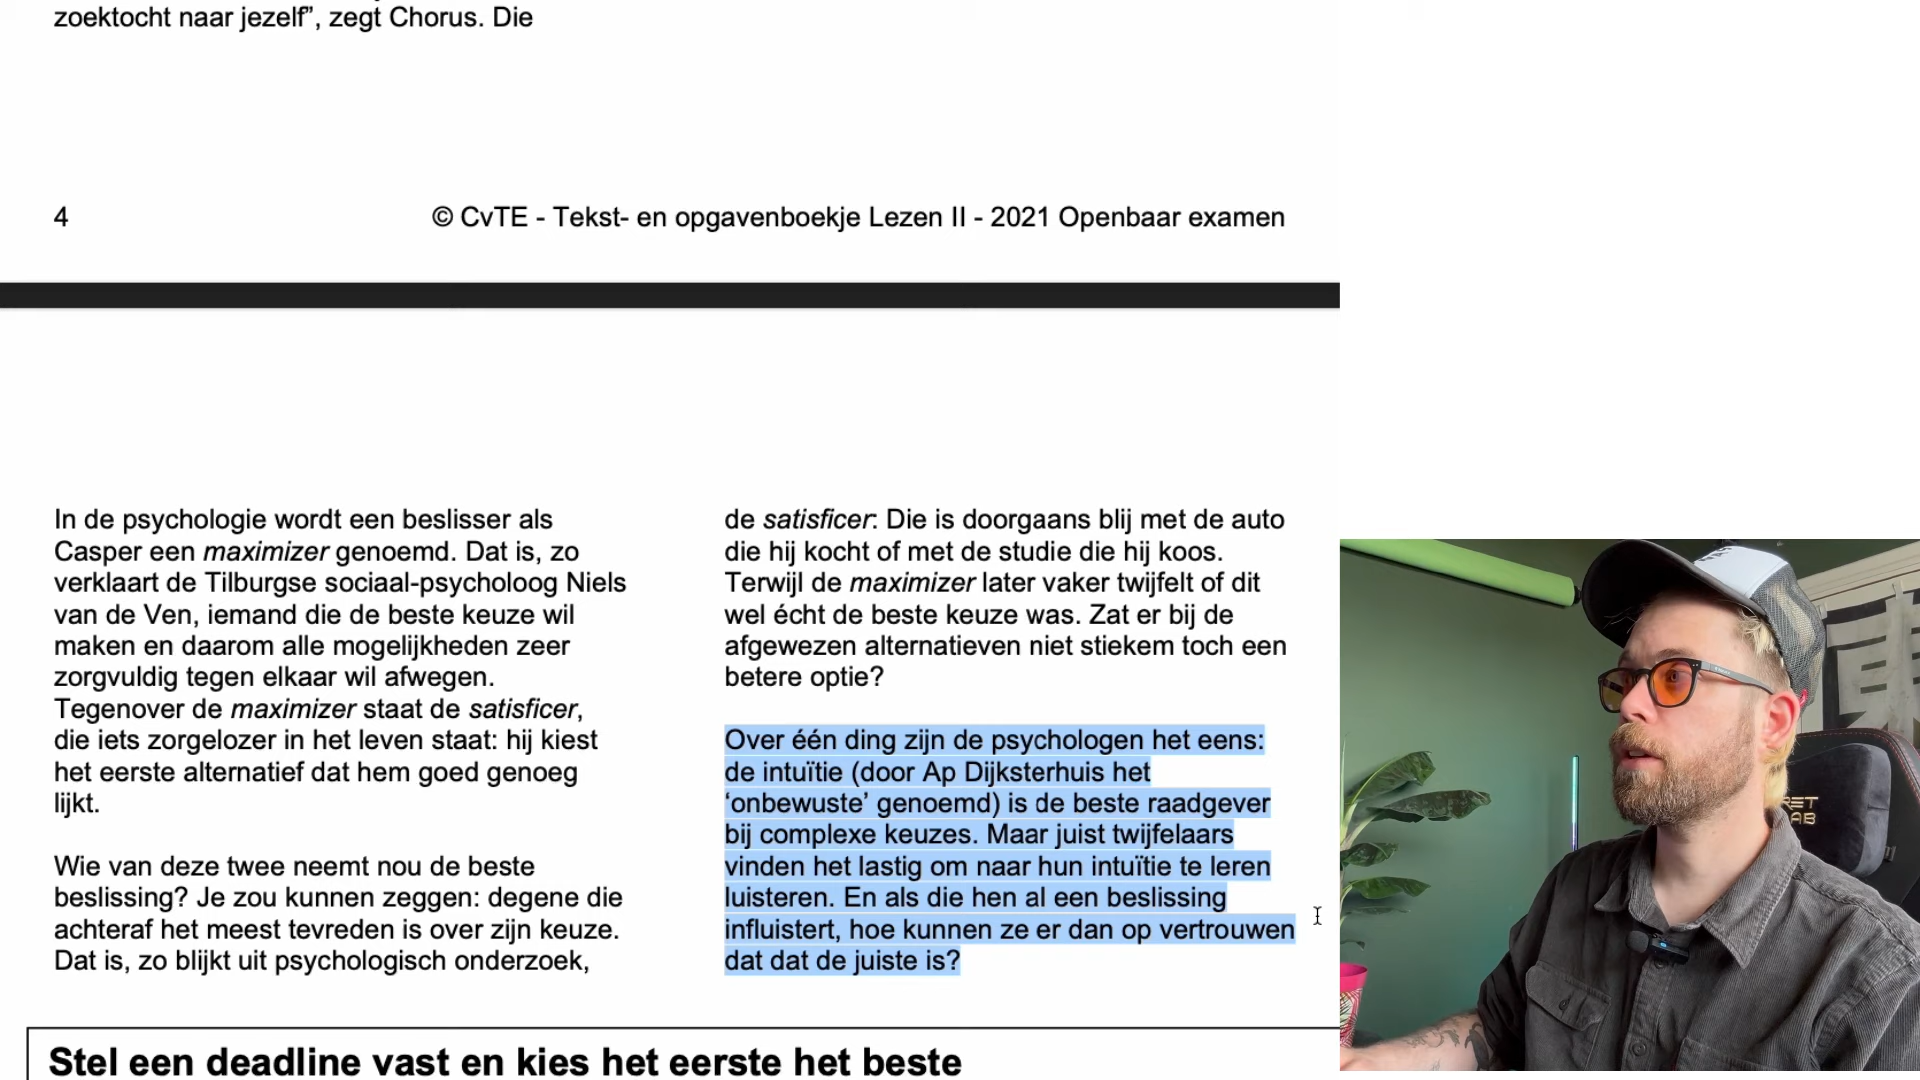 zoektocht naar jezelf”, zegt Chorus. Die
4
© CvTE - Tekst- en opgavenboekje Lezen II - 2021 Openbaar examen
In de psychologie wordt een beslisser als
Casper een maximizer genoemd. Dat is, zo
verklaart de Tilburgse sociaal-psycholoog Niels
van de Ven, iemand die de beste keuze wil
maken en daarom alle mogelijkheden zeer
zorgvuldig tegen elkaar wil afwegen.
Tegenover de maximizer staat de satisficer,
die iets zorgelozer in het leven staat: hij kiest
het eerste alternatief dat hem goed genoeg
lijkt.
Wie van deze twee neemt nou de beste
beslissing? Je zou kunnen zeggen: degene die
achteraf het meest tevreden is over zijn keuze.
Dat is, zo blijkt uit psychologisch onderzoek,
de satisficer: Die is doorgaans blij met de auto
die hij kocht of met de studie die hij koos.
Terwijl de maximizer later vaker twijfelt of dit
wel écht de beste keuze was. Zat er bij de
afgewezen alternatieven niet stiekem toch een
betere optie?
Over één ding zijn de psychologen het eens:
de intuïtie (door Ap Dijksterhuis het
‘onbewuste’ genoemd) is de beste raadgever
bij complexe keuzes. Maar juist twijfelaars
vinden het lastig om naar hun intuïtie te leren
luisteren. En als die hen al een beslissing
influistert, hoe kunnen ze er dan op vertrouwen
dat dat de juiste is?
Stel een deadline vast en kies het eerste het beste